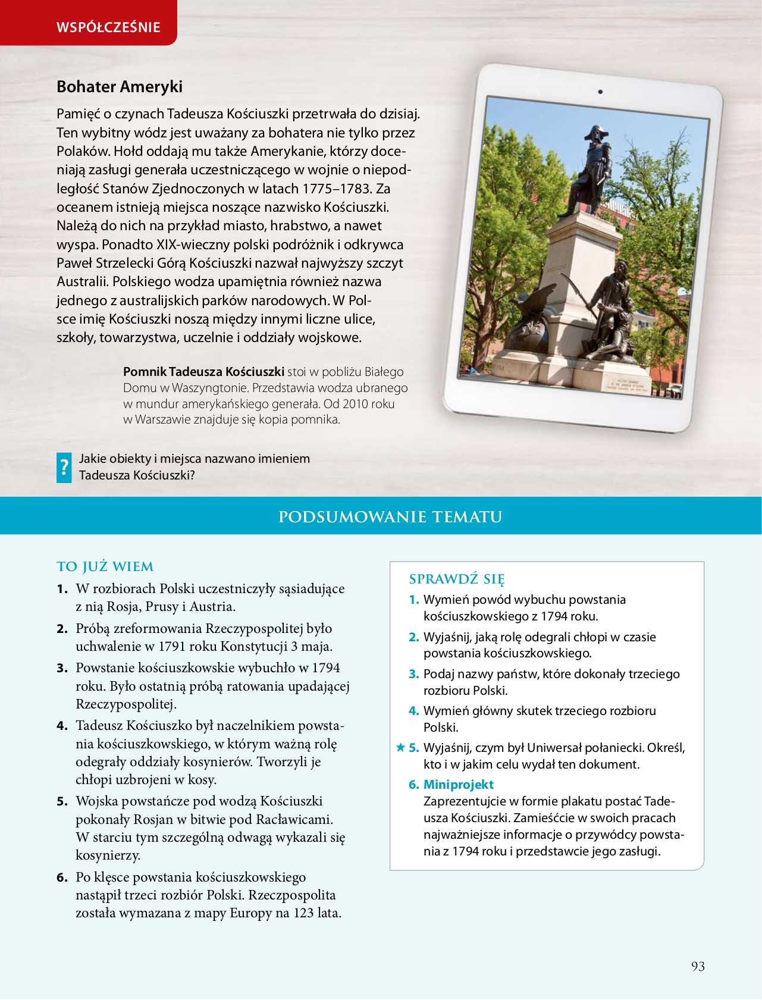 WSPÓŁCZEŚNIE
Bohater Ameryki
Pamięć o czynach Tadeusza Kościuszki przetrwała do dzisiaj.
Ten wybitny wódz jest uważany za bohatera nie tylko przez
Polaków. Hołd oddają mu także Amerykanie, którzy doce-
niają zasługi generała uczestniczącego w wojnie o niepod-
ległość Stanów Zjednoczonych w latach 1775–1783. Za
oceanem istnieją miejsca noszące nazwisko Kościuszki.
Należą do nich na przykład miasto, hrabstwo, a nawet
wyspa. Ponadto XIX-wieczny polski podróżnik i odkrywca
Paweł Strzelecki Górą Kościuszki nazwał najwyższy szczyt
Australii. Polskiego wodza upamiętnia również nazwa
jednego z australijskich parków narodowych. W Pol-
sce imię Kościuszki noszą między innymi liczne ulice,
szkoły, towarzystwa, uczelnie i oddziały wojskowe.
Pomnik Tadeusza Kościuszki stoi w pobliżu Białego
Domu w Waszyngtonie. Przedstawia wodza ubranego
w mundur amerykańskiego generała. Od 2010 roku
w Warszawie znajduje się kopia pomnika.
? Jakie obiekty i miejsca nazwano imieniem
Tadeusza Kościuszki?
PODSUMOWANIE TEMATU
TO JUŻ WIEM
1. W rozbiorach Polski uczestniczyły sąsiadujące
z nią Rosja, Prusy i Austria.
2. Próbą zreformowania Rzeczypospolitej było
uchwalenie w 1791 roku Konstytucji 3 maja.
3. Powstanie kościuszkowskie wybuchło w 1794
roku. Było ostatnią próbą ratowania upadającej
Rzeczypospolitej.
4. Tadeusz Kościuszko był naczelnikiem powsta-
nia kościuszkowskiego, w którym ważną rolę
odegrały oddziały kosynierów. Tworzyli je
chłopi uzbrojeni w kosy.
5. Wojska powstańcze pod wodzą Kościuszki
pokonały Rosjan w bitwie pod Racławicami.
W starciu tym szczególną odwagą wykazali się
kosynierzy.
6. Po klęsce powstania kościuszkowskiego
nastąpił trzeci rozbiór Polski. Rzeczpospolita
została wymazana z mapy Europy na 123 lata.
SPRAWDŹ SIĘ
1. Wymień powód wybuchu powstania
kościuszkowskiego z 1794 roku.
2. Wyjaśnij, jaką rolę odegrali chłopi w czasie
powstania kościuszkowskiego.
3. Podaj nazwy państw, które dokonały trzeciego
rozbioru Polski.
4. Wymień główny skutek trzeciego rozbioru
Polski.
★ 5. Wyjaśnij, czym był Uniwersał połaniecki. Określ,
kto i w jakim celu wydał ten dokument.
6. Miniprojekt
Zaprezentujcie w formie plakatu postać Tade-
usza Kościuszki. Zamieśćcie w swoich pracach
najważniejsze informacje o przywódcy powsta-
nia z 1794 roku i przedstawcie jego zasługi.
93